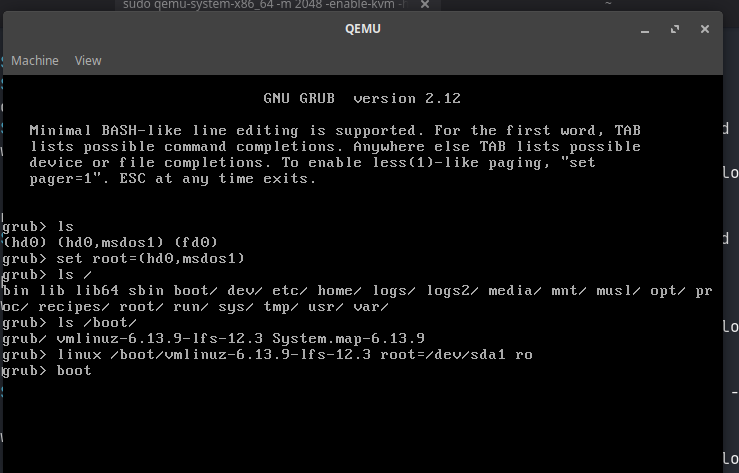 sudo qemu-system-x86_64 -m 2048 -enable-kvm -
~
QEMU
Machine View
GNU GRUB version 2.12
Minimal BASH-like line editing is supported. For the first word, TAB
lists possible command completions. Anywhere else TAB lists possible
device or file completions. To enable less(1)-like paging, "set
pager=1". ESC at any time exits.
grub> ls
(hd0) (hd0,msdos1) (fd0)
grub> set root=(hd0,msdos1)
grub> ls /
bin lib lib64 sbin boot/ dev/ etc/ home/ logs/ logs2/ media/ mnt/ musl/ opt/ pr
oc/ recipes/ root/ run/ sys/ tmp/ usr/ var/
grub> ls /boot/
grub/ vmlinuz-6.13.9-lfs-12.3 System.map-6.13.9
grub> linux /boot/vmlinuz-6.13.9-lfs-12.3 root=/dev/sda1 ro
grub> boot